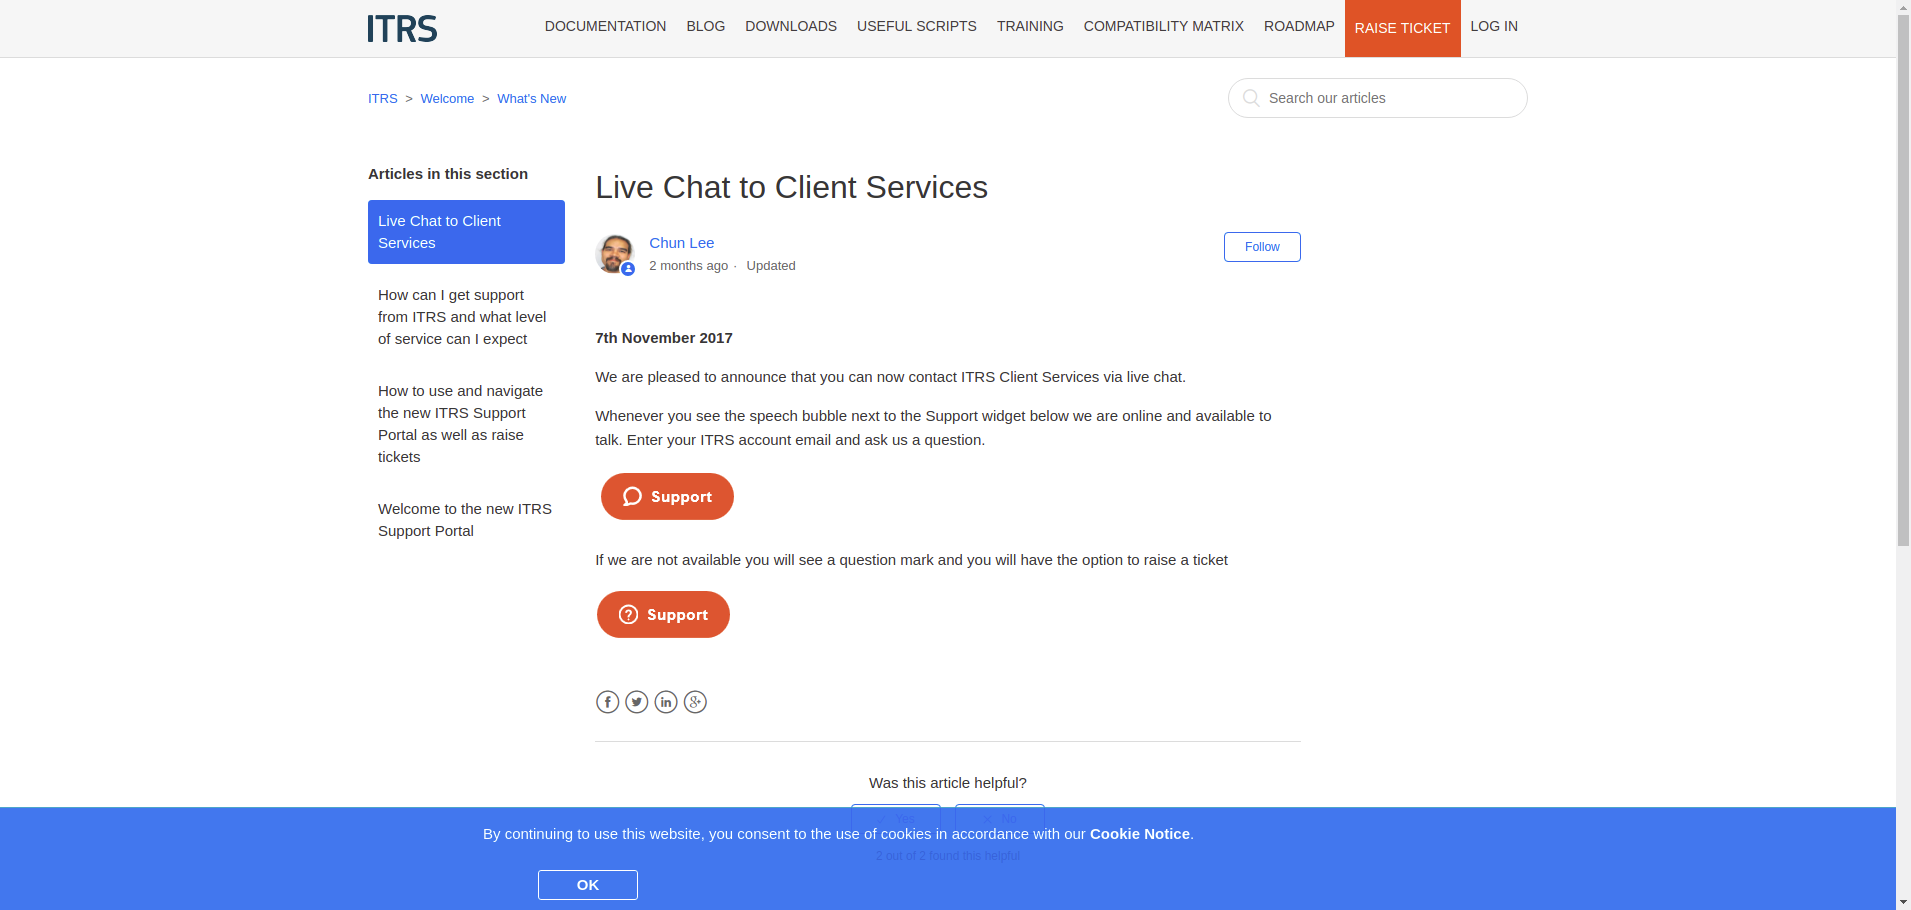 ITRS
DOCUMENTATION BLOG DOWNLOADS USEFUL SCRIPTS TRAINING COMPATIBILITY MATRIX ROADMAP RAISE TICKET LOG IN
ITRS > Welcome > What's New
Search our articles
Articles in this section
Live Chat to Client
Services
How can I get support
from ITRS and what level
of service can I expect
How to use and navigate
the new ITRS Support
Portal as well as raise
tickets
Welcome to the new ITRS
Support Portal
Live Chat to Client Services
Chun Lee
2 months ago · Updated
Follow
7th November 2017
We are pleased to announce that you can now contact ITRS Client Services via live chat.
Whenever you see the speech bubble next to the Support widget below we are online and available to
talk. Enter your ITRS account email and ask us a question.
Support
If we are not available you will see a question mark and you will have the option to raise a ticket
Support
Was this article helpful?
Yes No
By continuing to use this website, you consent to the use of cookies in accordance with our Cookie Notice.
2 out of 2 found this helpful
OK